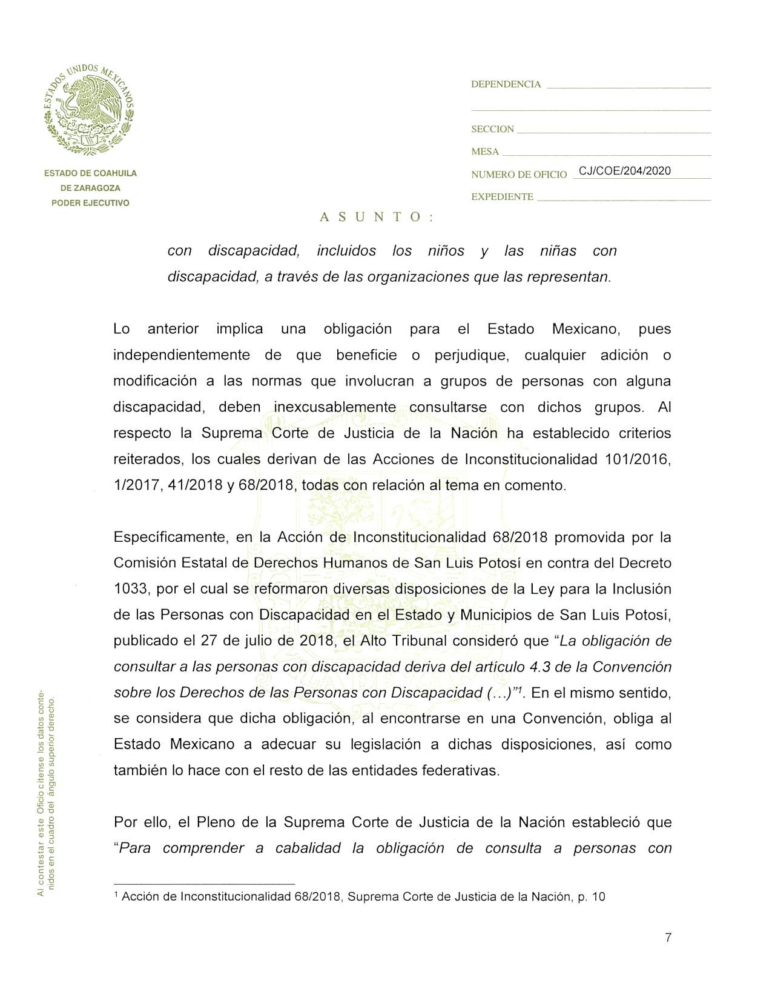 ESTADOS UNIDOS MEXICANOS
ESTADO DE COAHUILA
DE ZARAGOZA
PODER EJECUTIVO
DEPENDENCIA
SECCION
MESA
NUMERO DE OFICIO CJ/COE/204/2020
EXPEDIENTE
ASUNTO:
con discapacidad, incluidos los niños y las niñas con
discapacidad, a través de las organizaciones que las representan.
Lo anterior implica una obligación para el Estado Mexicano, pues
independientemente de que beneficie o perjudique, cualquier adición o
modificación a las normas que involucran a grupos de personas con alguna
discapacidad, deben inexcusablemente consultarse con dichos grupos. Al
respecto la Suprema Corte de Justicia de la Nación ha establecido criterios
reiterados, los cuales derivan de las Acciones de Inconstitucionalidad 101/2016,
1/2017, 41/2018 y 68/2018, todas con relación al tema en comento.
Específicamente, en la Acción de Inconstitucionalidad 68/2018 promovida por la
Comisión Estatal de Derechos Humanos de San Luis Potosí en contra del Decreto
1033, por el cual se reformaron diversas disposiciones de la Ley para la Inclusión
de las Personas con Discapacidad en el Estado y Municipios de San Luis Potosí,
publicado el 27 de julio de 2018, el Alto Tribunal consideró que “La obligación de
consultar a las personas con discapacidad deriva del artículo 4.3 de la Convención
sobre los Derechos de las Personas con Discapacidad (...)”1. En el mismo sentido,
se considera que dicha obligación, al encontrarse en una Convención, obliga al
Estado Mexicano a adecuar su legislación a dichas disposiciones, así como
también lo hace con el resto de las entidades federativas.
Por ello, el Pleno de la Suprema Corte de Justicia de la Nación estableció que
“Para comprender a cabalidad la obligación de consulta a personas con
1 Acción de Inconstitucionalidad 68/2018, Suprema Corte de Justicia de la Nación, p. 10
7
Al contestar este Oficio cítense los datos conte-
nidos en el cuadro del ángulo superior derecho.